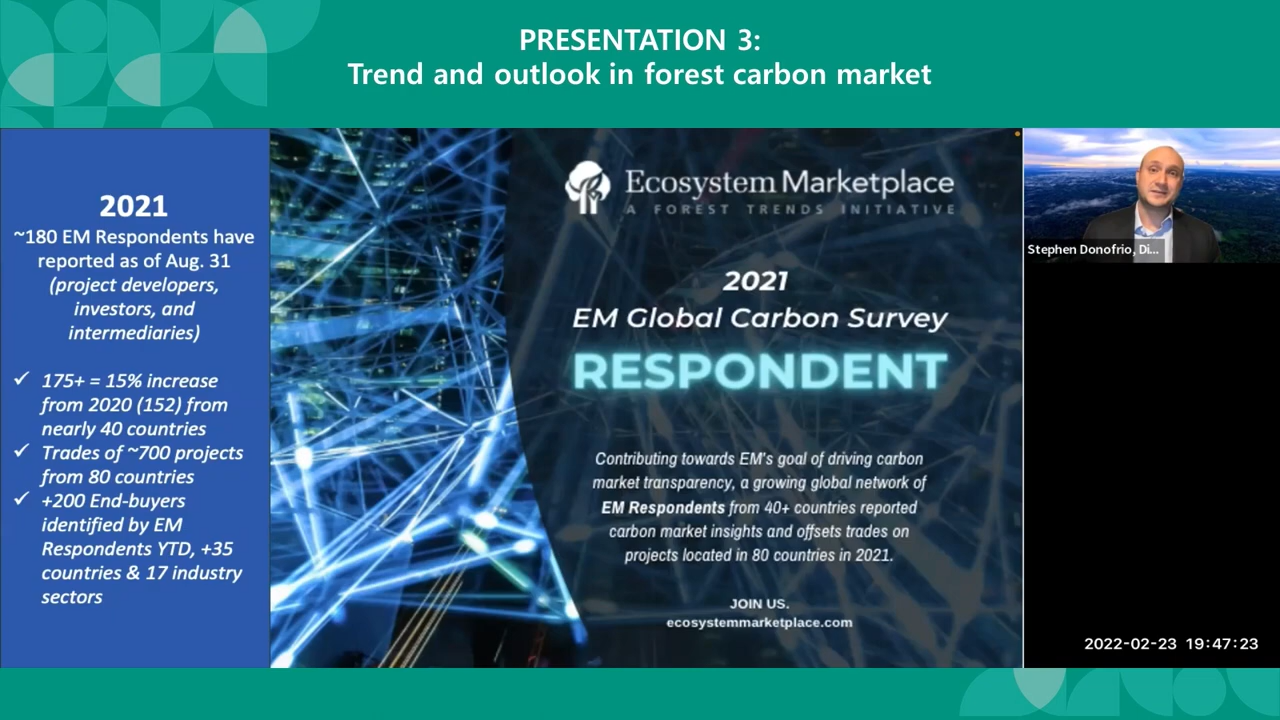 PRESENTATION 3:
Trend and outlook in forest carbon market
2021
~180 EM Respondents have
reported as of Aug. 31
(project developers,
investors, and
intermediaries)
✓ 175+ = 15% increase
from 2020 (152) from
nearly 40 countries
✓ Trades of ~700 projects
from 80 countries
✓ +200 End-buyers
identified by EM
Respondents YTD, +35
countries & 17 industry
sectors
Ecosystem Marketplace
A FOREST TRENDS INITIATIVE
2021
EM Global Carbon Survey
RESPONDENT
Contributing towards EM's goal of driving carbon
market transparency, a growing global network of
EM Respondents from 40+ countries reported
carbon market insights and offsets trades on
projects located in 80 countries in 2021.
JOIN US.
ecosystemmarketplace.com
Stephen Donofrio, Di...
2022-02-23 19:47:23